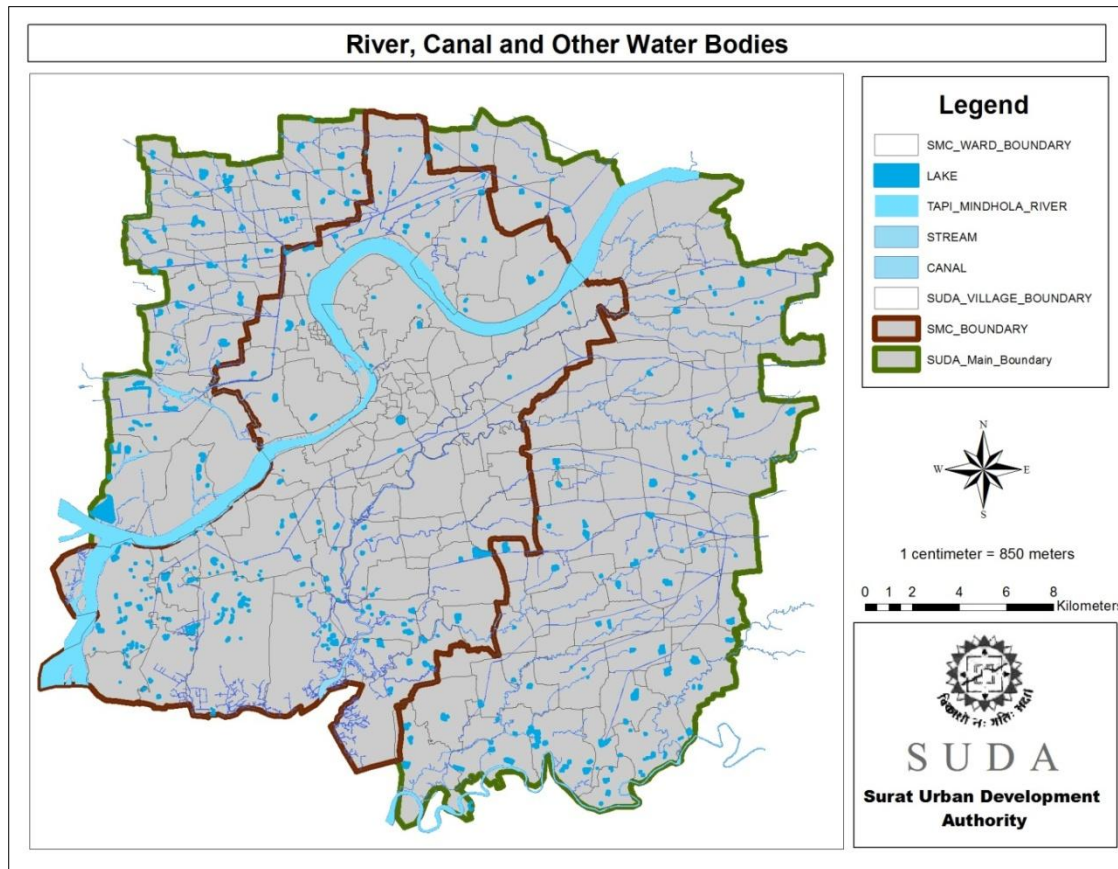 River, Canal and Other Water Bodies
Legend
SMC_WARD_BOUNDARY
LAKE
TAPI_MINDHOLA_RIVER
STREAM
CANAL
SUDA_VILLAGE_BOUNDARY
SMC_BOUNDARY
SUDA_Main_Boundary
N
W E
S
1 centimeter = 850 meters
0 1 2 4 6 8
Kilometers
SUDA
Surat Urban Development
Authority